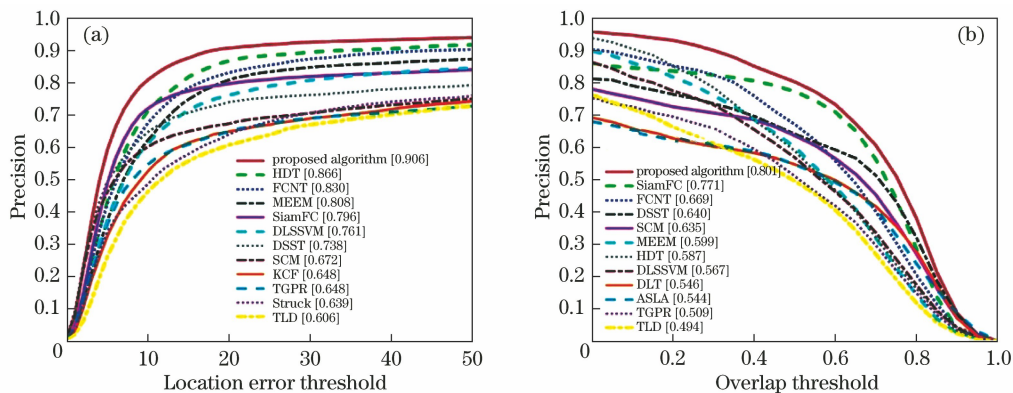 (a)
Precision
1.0
0.9
0.8
0.7
0.6
0.5
0.4
0.3
0.2
0.1
0
10
20
30
40
50
Location error threshold
proposed algorithm [0.906]
HDT [0.866]
FCNT [0.830]
MEEM [0.808]
SiamFC [0.796]
DLSSVM [0.761]
DSST [0.738]
SCM [0.672]
KCF [0.648]
TGPR [0.648]
Struck [0.639]
TLD [0.606]
(b)
Precision
1.0
0.9
0.8
0.7
0.6
0.5
0.4
0.3
0.2
0.1
0
0.2
0.4
0.6
0.8
1.0
Overlap threshold
proposed algorithm [0.801]
SiamFC [0.771]
FCNT [0.669]
DSST [0.640]
SCM [0.635]
MEEM [0.599]
HDT [0.587]
DLSSVM [0.567]
DLT [0.546]
ASLA [0.544]
TGPR [0.509]
TLD [0.494]